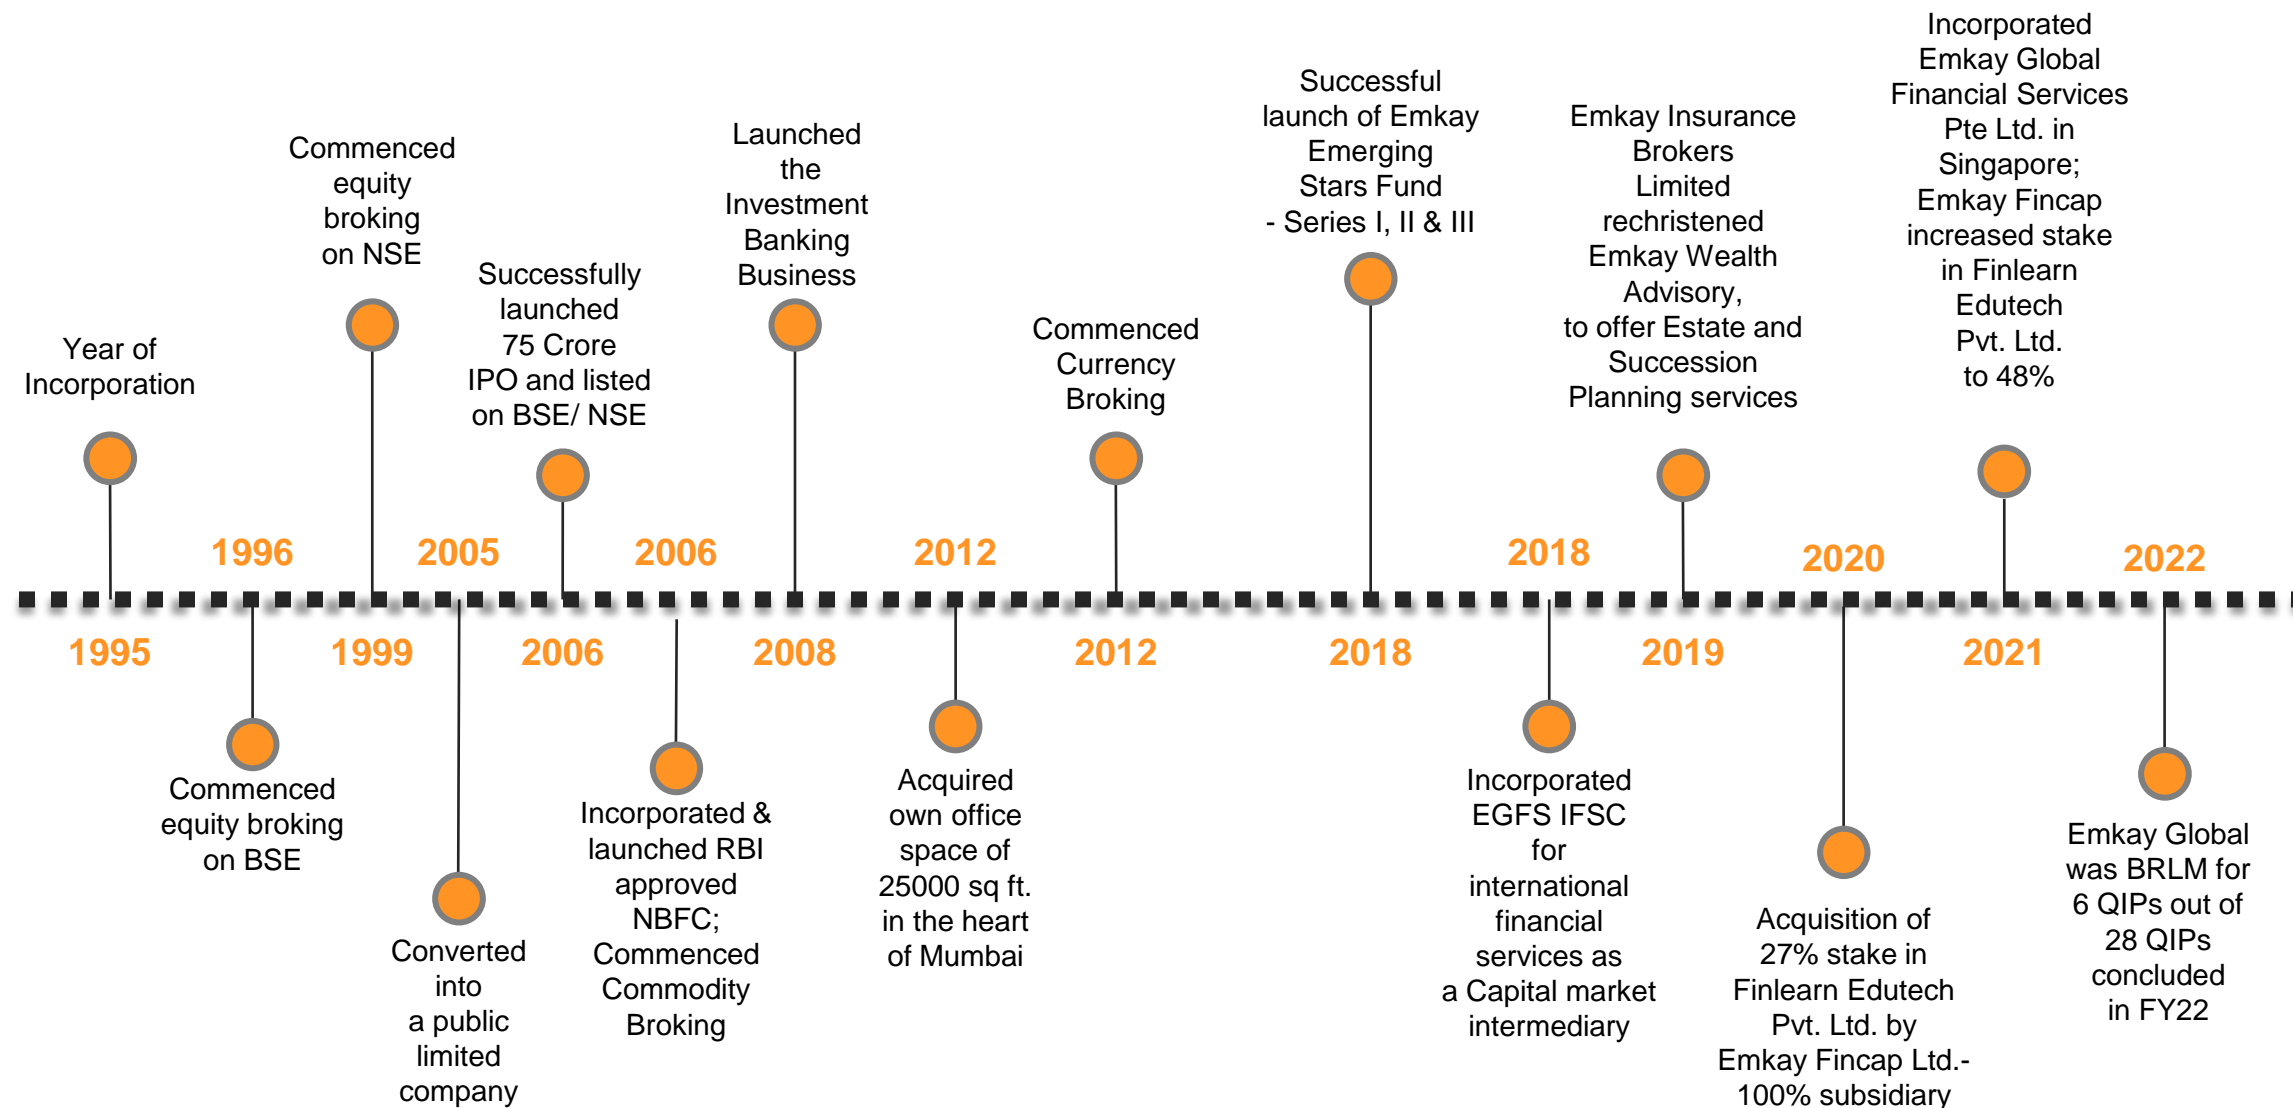 Year of
Incorporation
1995
1996
Commenced
equity broking
on BSE
Commenced
equity
broking
on NSE
1999
2005
Converted
into
a public
limited
company
Successfully
launched
75 Crore
IPO and listed
on BSE/ NSE
2006
2006
Incorporated &
launched RBI
approved
NBFC;
Commenced
Commodity
Broking
Launched
the
Investment
Banking
Business
2008
2012
Acquired
own office
space of
25000 sq ft.
in the heart
of Mumbai
Commenced
Currency
Broking
2012
Successful
launch of Emkay
Emerging
Stars Fund
- Series I, II & III
2018
2018
Incorporated
EGFS IFSC
for
international
financial
services as
a Capital market
intermediary
Emkay Insurance
Brokers
Limited
rechristened
Emkay Wealth
Advisory,
to offer Estate and
Succession
Planning services
2019
2020
Acquisition of
27% stake in
Finlearn Edutech
Pvt. Ltd. by
Emkay Fincap Ltd.-
100% subsidiary
Incorporated
Emkay Global
Financial Services
Pte Ltd. in
Singapore;
Emkay Fincap
increased stake
in Finlearn
Edutech
Pvt. Ltd.
to 48%
2021
2022
Emkay Global
was BRLM for
6 QIPs out of
28 QIPs
concluded
in FY22